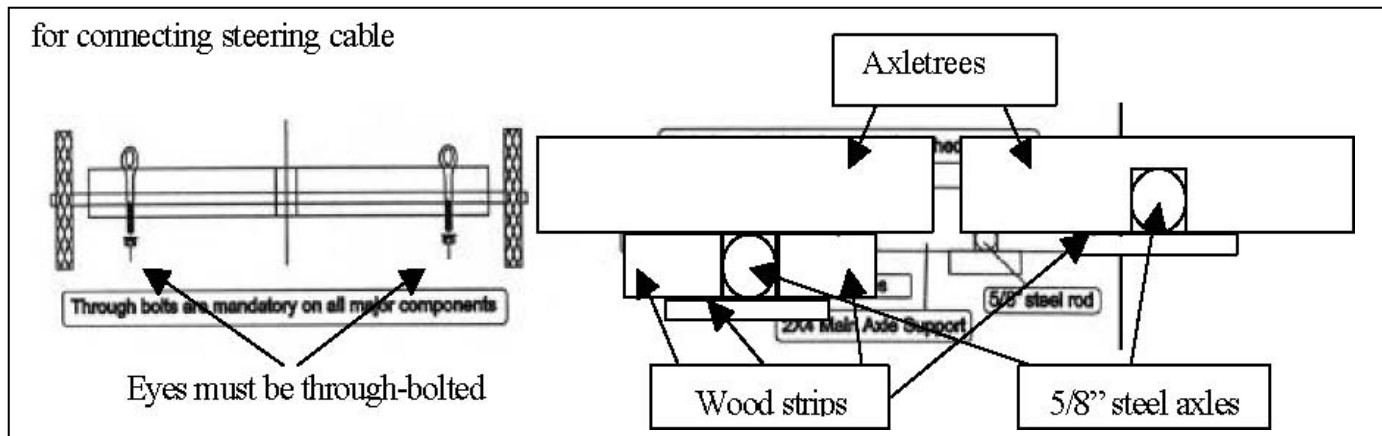 for connecting steering cable
Axletrees
Through bolts are mandatory on all major components
5/8" steel rod
2X4 Main Axle Support
Eyes must be through-bolted
Wood strips
5/8” steel axles